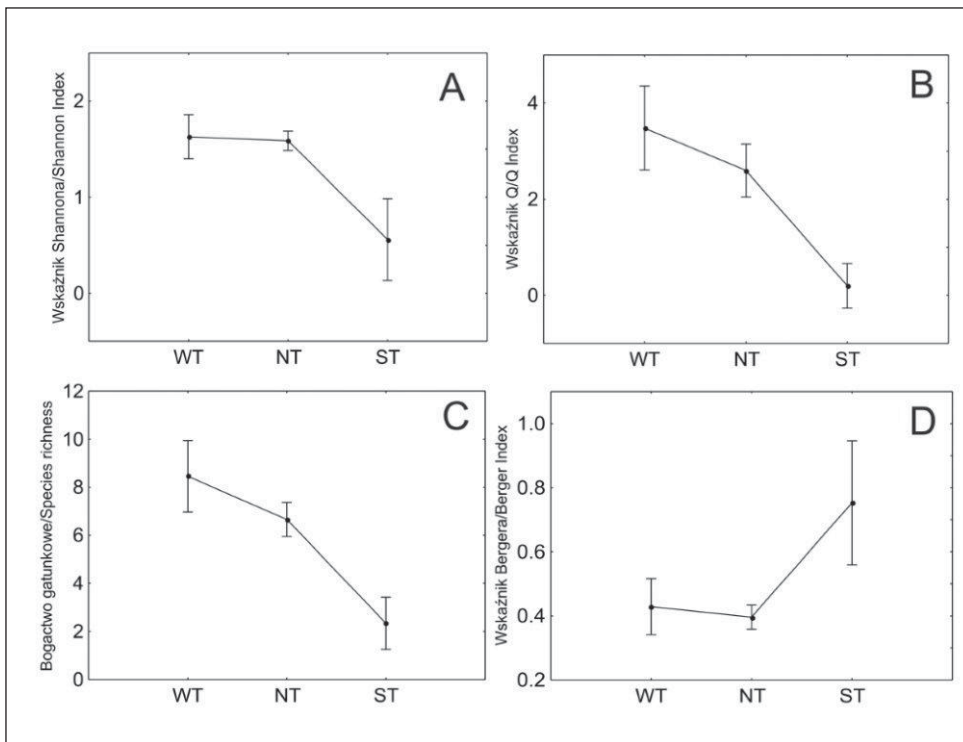 A
Wskaźnik Shannona/Shannon Index
2
1
0
WT NT ST
B
Wskaźnik Q/Q Index
4
2
0
WT NT ST
C
Bogactwo gatunkowe/Species richness
12
10
8
6
4
2
0
WT NT ST
D
Wskaźnik Bergera/Berger Index
1.0
0.8
0.6
0.4
0.2
WT NT ST